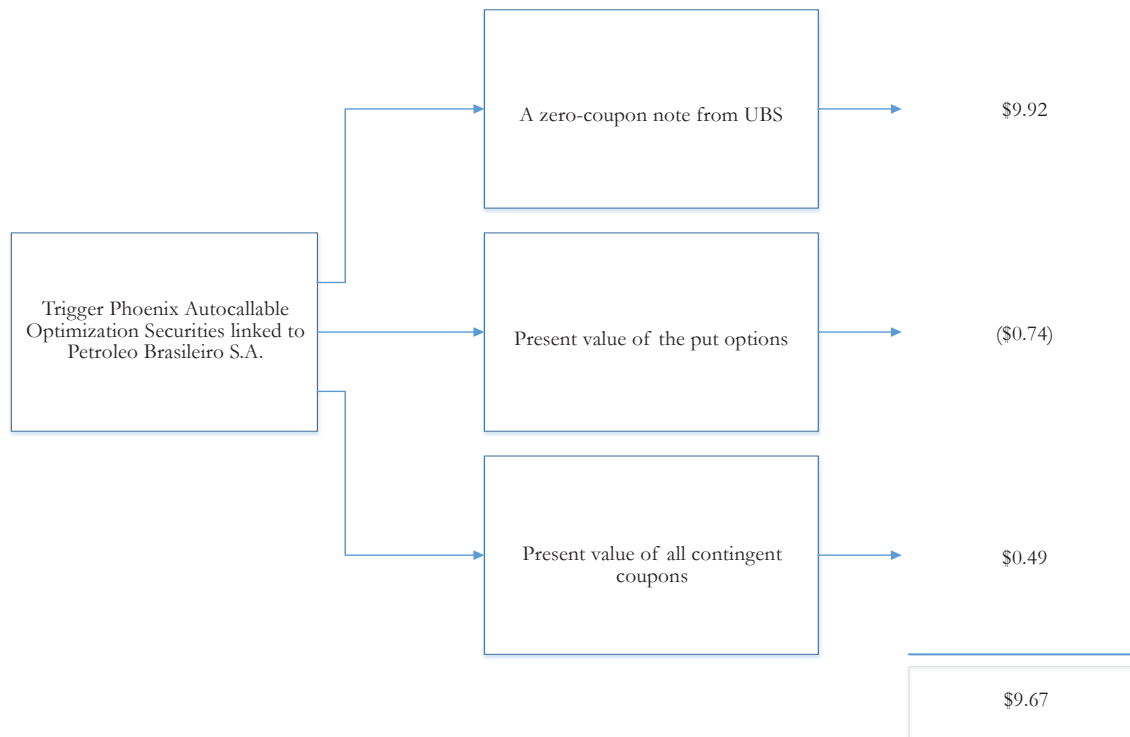 A zero-coupon note from UBS
$9.92
Trigger Phoenix Autocallable
Optimization Securities linked to
Petroleo Brasileiro S.A.
Present value of the put options
($0.74)
Present value of all contingent
coupons
$0.49
$9.67